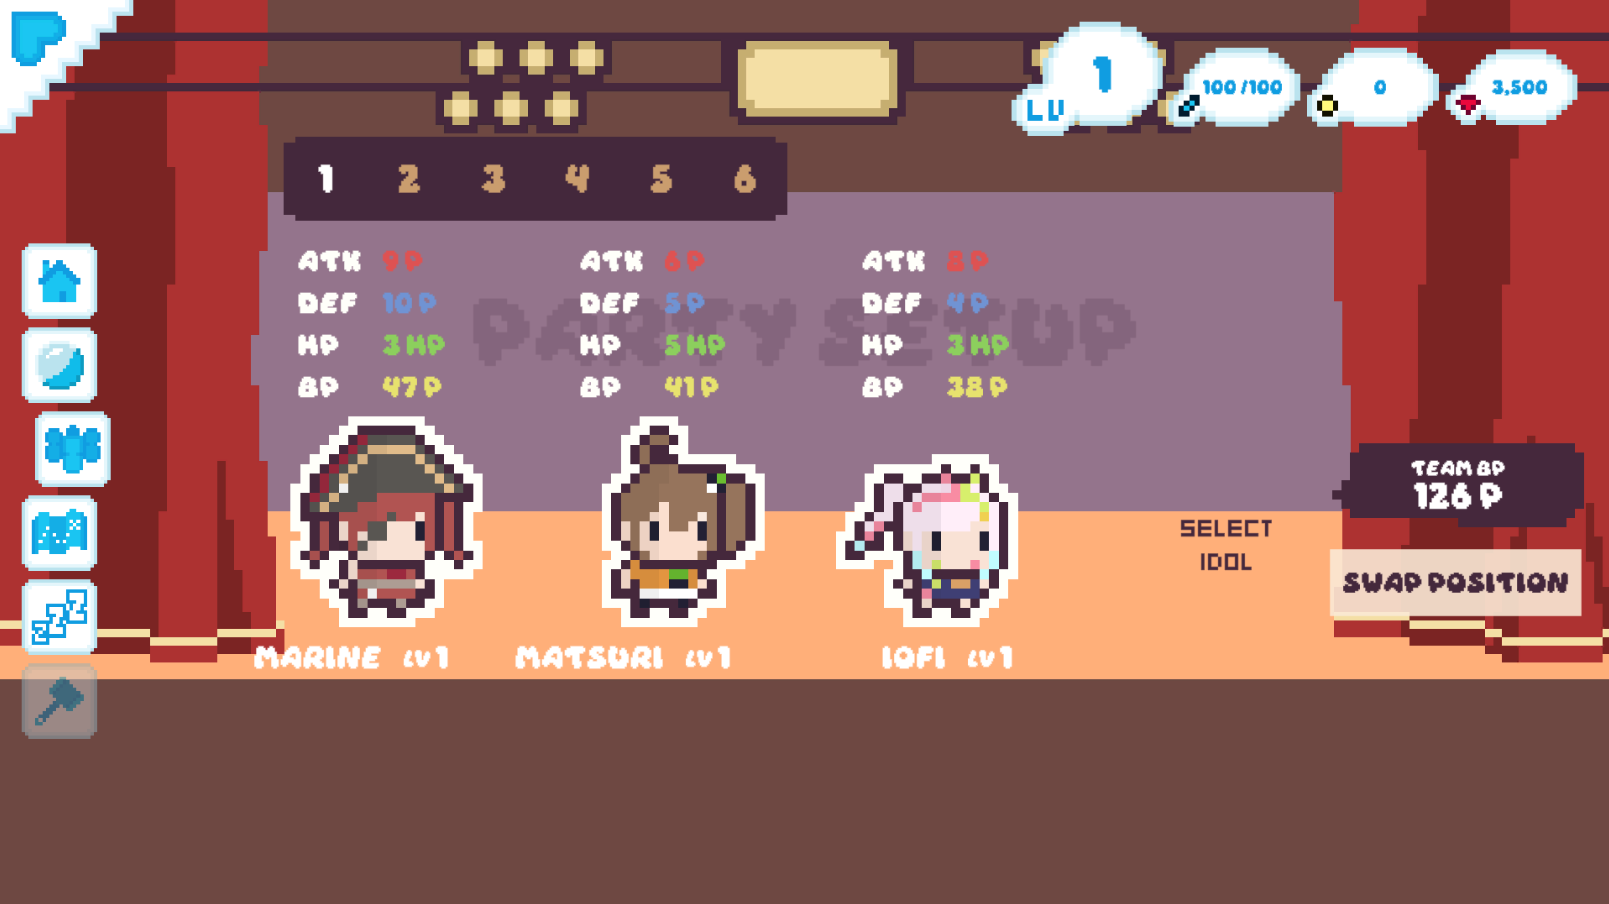 1
LV
100/100
0
3,500
1 2 3 4 5 6
PARTY SETUP
ATK 9P
DEF 10P
HP 3HP
BP 47P
ATK 6P
DEF 5P
HP 5HP
BP 41P
ATK 8P
DEF 4P
HP 3HP
BP 38P
TEAM BP
126 P
SELECT
IDOL
SWAP POSITION
MARINE LV1
MATSURI LV1
IOFI LV1